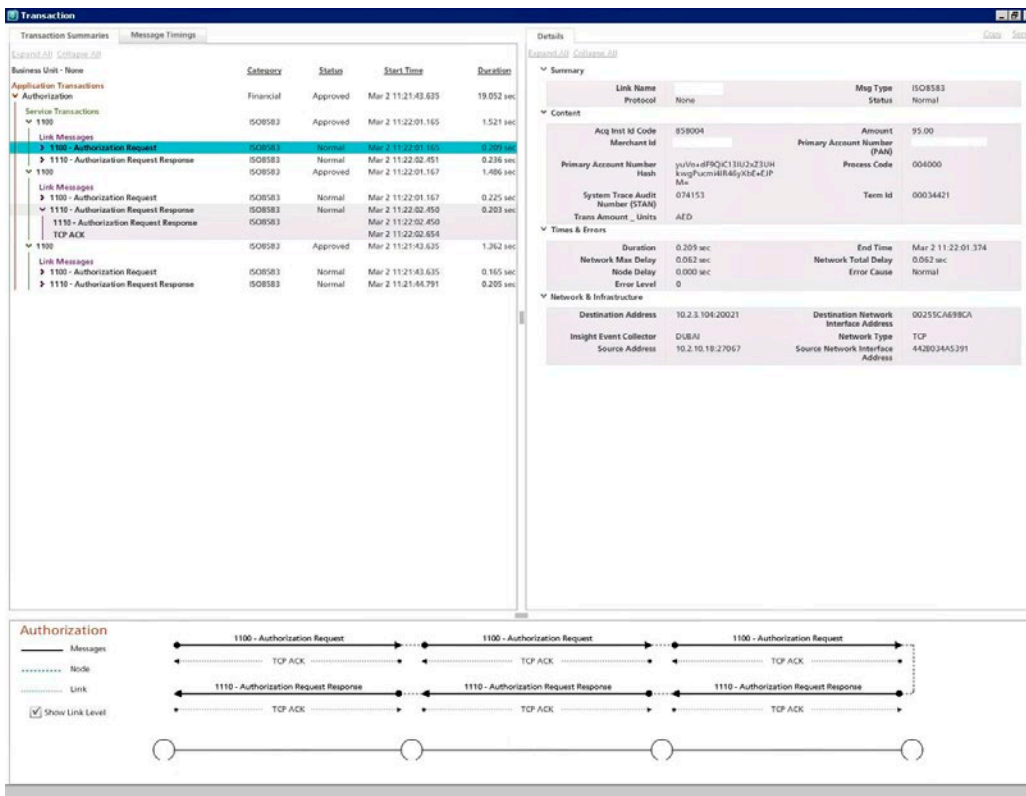 Transaction
Transaction Summaries Message Timings
Expand All Collapse All
Business Unit - None Category Status Start Time Duration
Application Transactions
Authorization Financial Approved Mar 2 11:21:43.635 19.052 sec
Service Transactions
1100 ISO8583 Approved Mar 2 11:22:01.165 1.521 sec
Link Messages
1100 - Authorization Request ISO8583 Normal Mar 2 11:22:01.165 0.209 sec
1110 - Authorization Request Response ISO8583 Normal Mar 2 11:22:02.451 0.236 sec
1100 ISO8583 Approved Mar 2 11:22:01.167 1.486 sec
Link Messages
1100 - Authorization Request ISO8583 Normal Mar 2 11:22:01.167 0.225 sec
1110 - Authorization Request Response ISO8583 Normal Mar 2 11:22:02.450 0.203 sec
1110 - Authorization Request Response ISO8583 Mar 2 11:22:02.450
TCP ACK Mar 2 11:22:02.654
1100 ISO8583 Approved Mar 2 11:21:43.635 1.362 sec
Link Messages
1100 - Authorization Request ISO8583 Normal Mar 2 11:21:43.635 0.165 sec
1110 - Authorization Request Response ISO8583 Normal Mar 2 11:21:44.791 0.205 sec
Details Copy
Expand All Collapse All
Summary
Link Name Msg Type ISO8583
Protocol None Status Normal
Content
Acq Inst Id Code 858004 Amount 95.00
Merchant Id Primary Account Number
(PAN)
Primary Account Number Process Code 004000
Hash
System Trace Audit 074153 Term Id 00034421
Number (STAN)
Trans Amount _ Units AED
Times & Errors
Duration 0.209 sec End Time Mar 2 11:22:01.374
Network Max Delay 0.062 sec Network Total Delay 0.062 sec
Node Delay 0.000 sec Error Cause Normal
Error Level 0
Network & Infrastructure
Destination Address 10.2.3.104:20021 Destination Network 00255CA698CA
Interface Address
Insight Event Collector DUBAI Network Type TCP
Source Address 10.2.10.18:27067 Source Network Interface 442B034A5391
Address
Authorization
Messages
Node
Link
Show Link Level
1100 - Authorization Request 1100 - Authorization Request 1100 - Authorization Request
TCP ACK TCP ACK TCP ACK
1110 - Authorization Request Response 1110 - Authorization Request Response 1110 - Authorization Request Response
TCP ACK TCP ACK TCP ACK